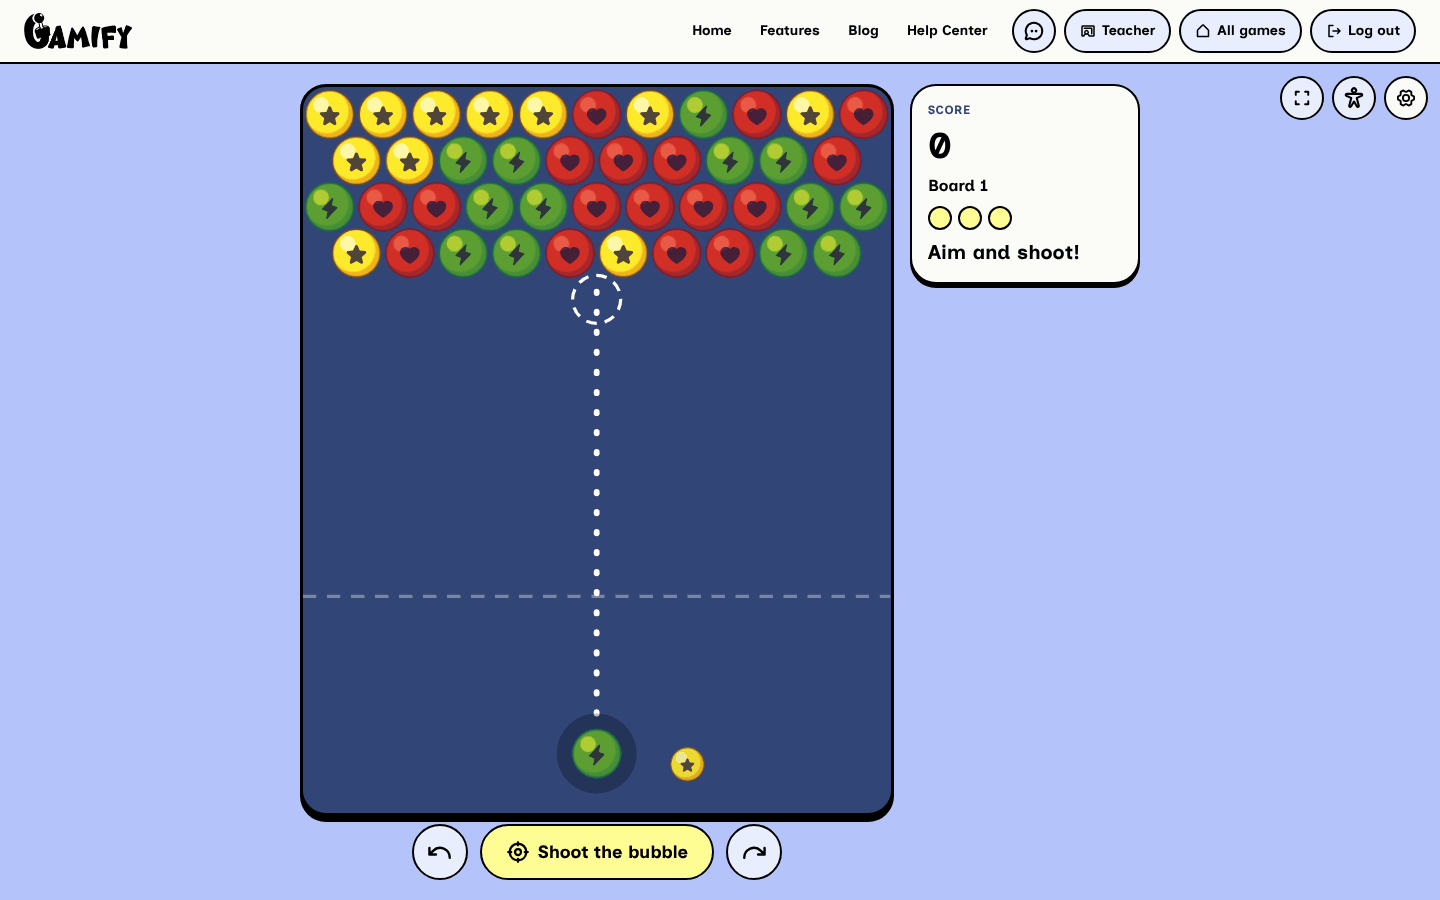 GAMIFY
Home
Features
Blog
Help Center
Teacher
All games
Log out
SCORE
0
Board 1
Aim and shoot!
Shoot the bubble